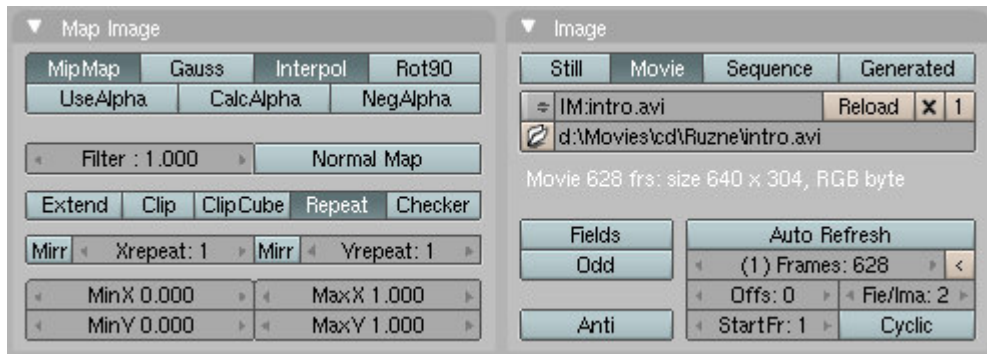 Map Image
MipMap Gauss Interpol Rot90
UseAlpha CalcAlpha NegAlpha
Filter : 1.000 Normal Map
Extend Clip ClipCube Repeat Checker
Mirr Xrepeat: 1 Mirr Yrepeat: 1
MinX 0.000 MaxX 1.000
MinY 0.000 MaxY 1.000
Image
Still Movie Sequence Generated
IM:intro.avi Reload X 1
d:\Movies\cd\Ruzne\intro.avi
Movie 628 frs: size 640 x 304, RGB byte
Fields Auto Refresh
Odd (1) Frames: 628 <
Offs: 0 Fie/Ima: 2
Anti StartFr: 1 Cyclic